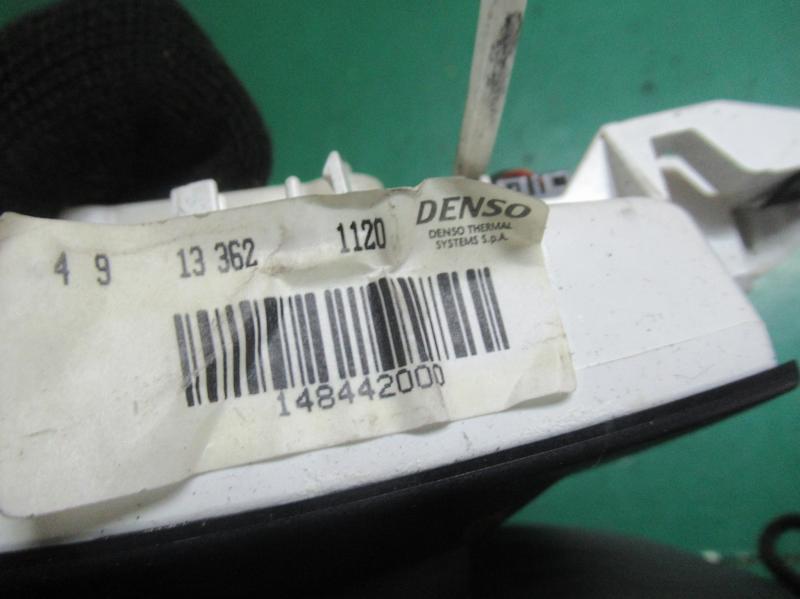 4 9 13 362 1120 DENSO
DENSO THERMAL
SYSTEMS S.p.A.
148442000